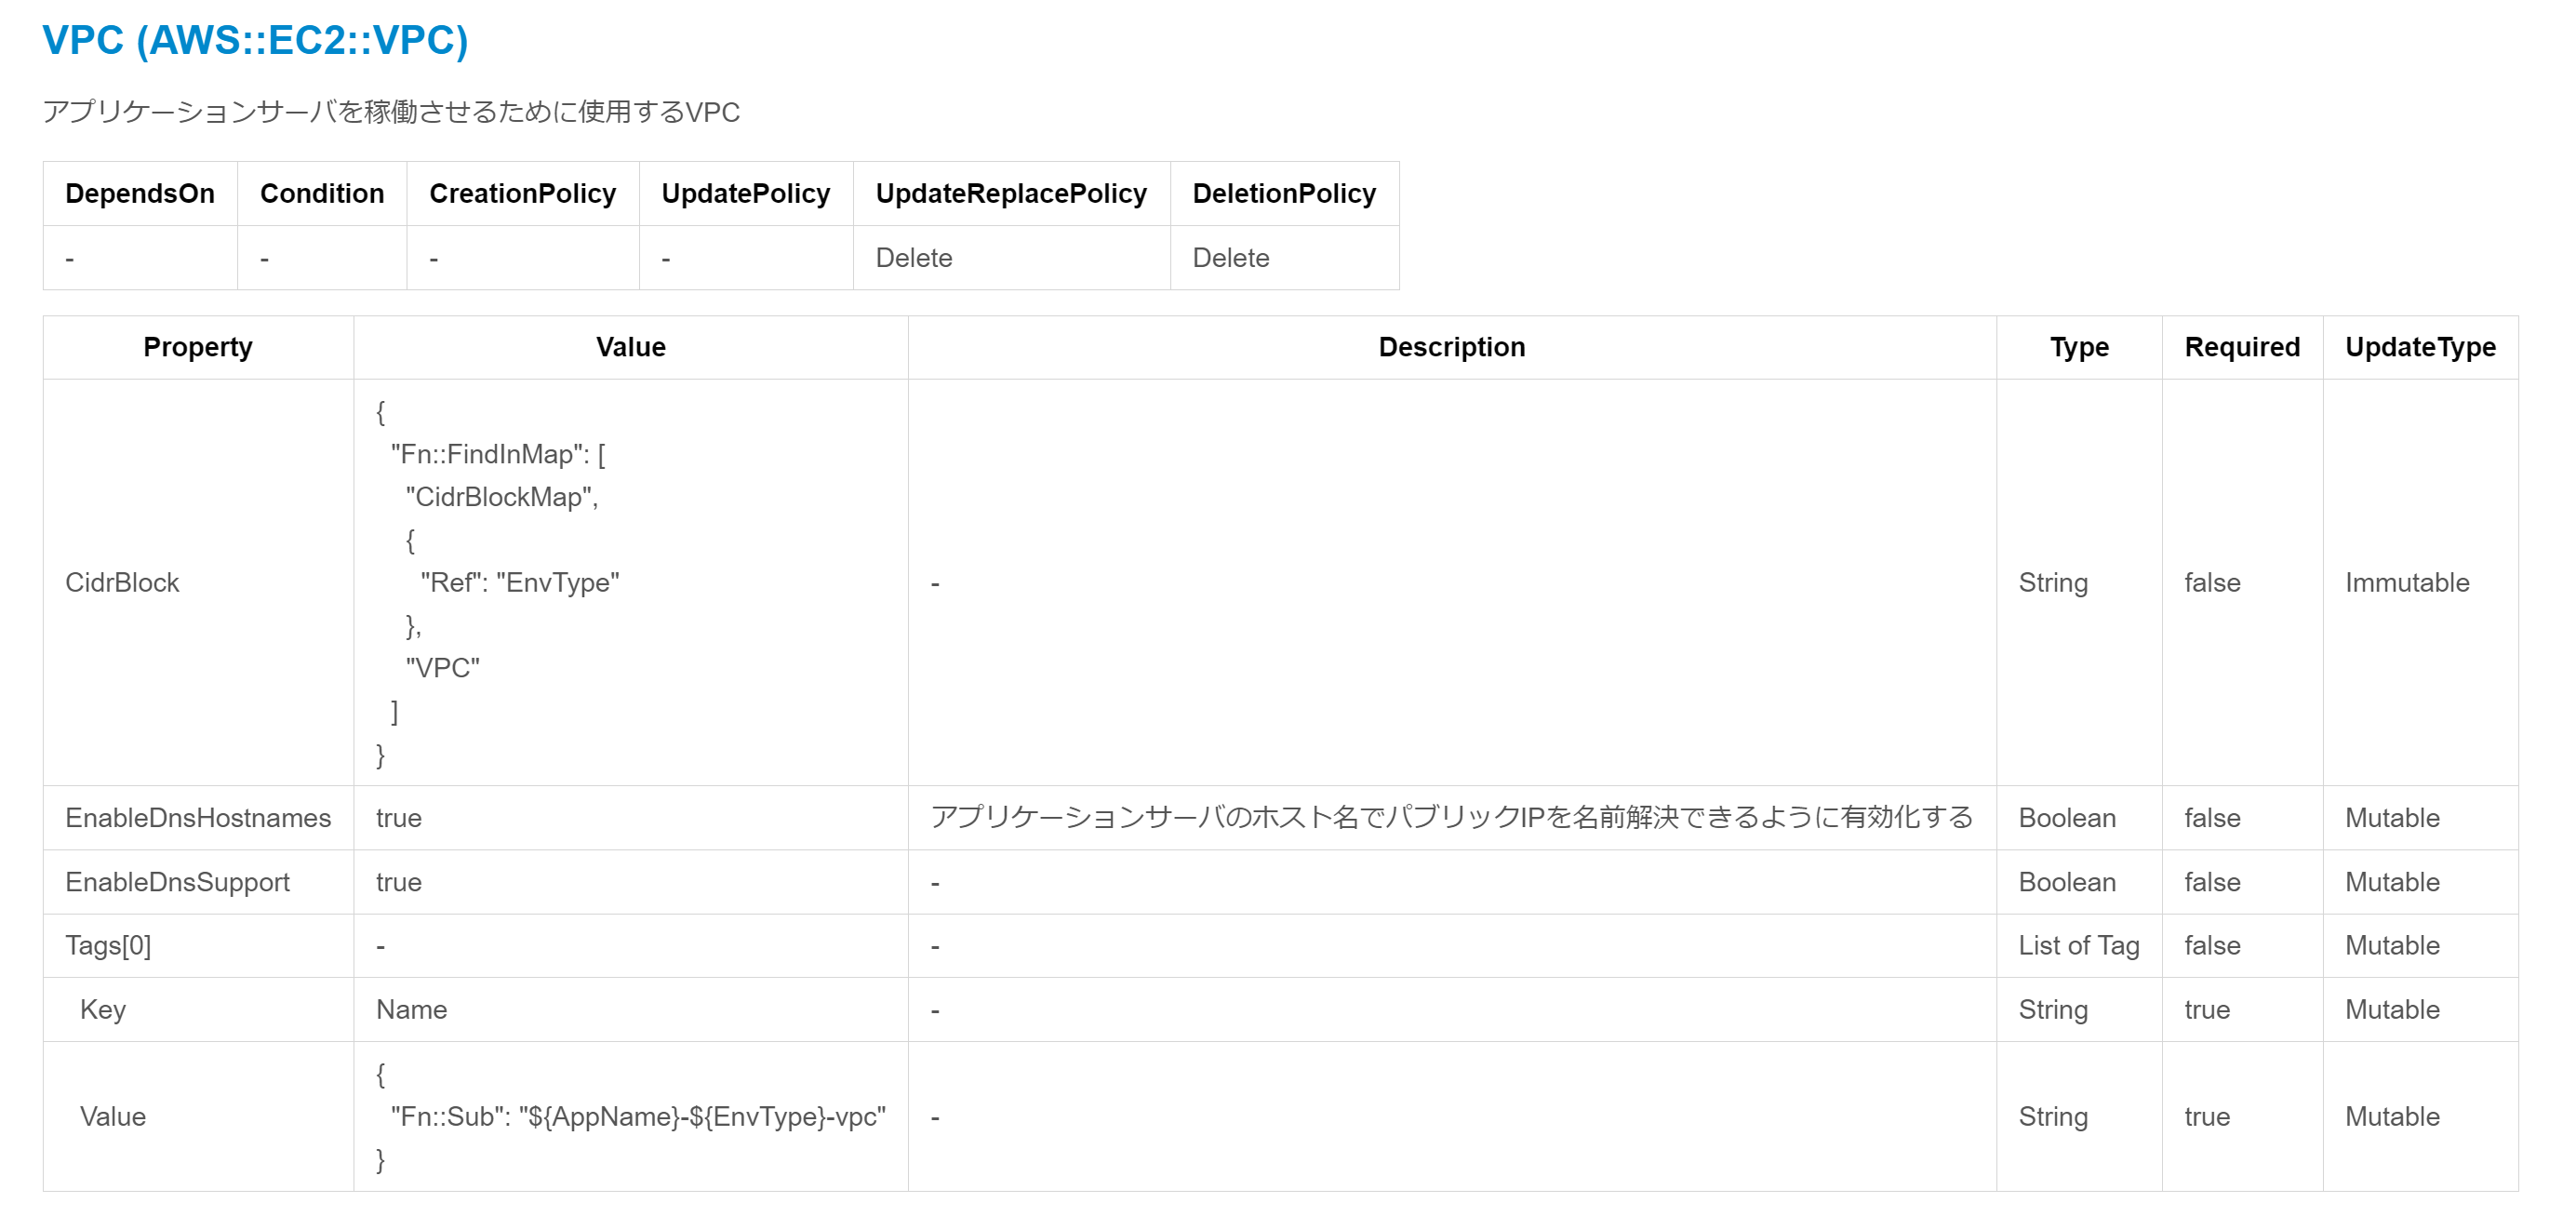 VPC (AWS::EC2::VPC)
アプリケーションサーバを稼働させるために使用するVPC
DependsOn Condition CreationPolicy UpdatePolicy UpdateReplacePolicy DeletionPolicy
- - - - Delete Delete
Property Value Description Type Required UpdateType
CidrBlock
{
"Fn::FindInMap": [
"CidrBlockMap",
{
"Ref": "EnvType"
},
"VPC"
]
}
- String false Immutable
EnableDnsHostnames true アプリケーションサーバのホスト名でパブリックIPを名前解決できるように有効化する Boolean false Mutable
EnableDnsSupport true - Boolean false Mutable
Tags[0] - - List of Tag false Mutable
Key Name - String true Mutable
Value
{
"Fn::Sub": "${AppName}-${EnvType}-vpc"
}
- String true Mutable